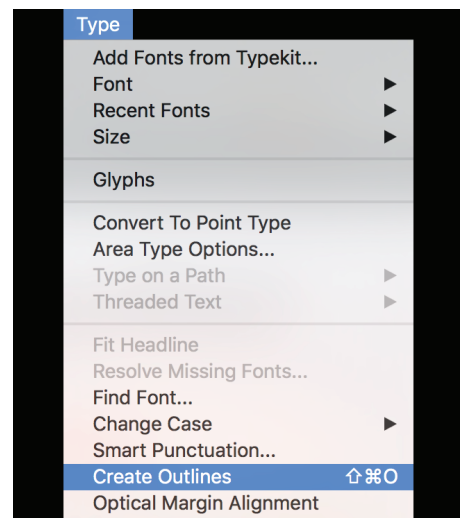 Type
Add Fonts from Typekit...
Font
Recent Fonts
Size
Glyphs
Convert To Point Type
Area Type Options...
Type on a Path
Threaded Text
Fit Headline
Resolve Missing Fonts...
Find Font...
Change Case
Smart Punctuation...
Create Outlines ⇧⌘O
Optical Margin Alignment